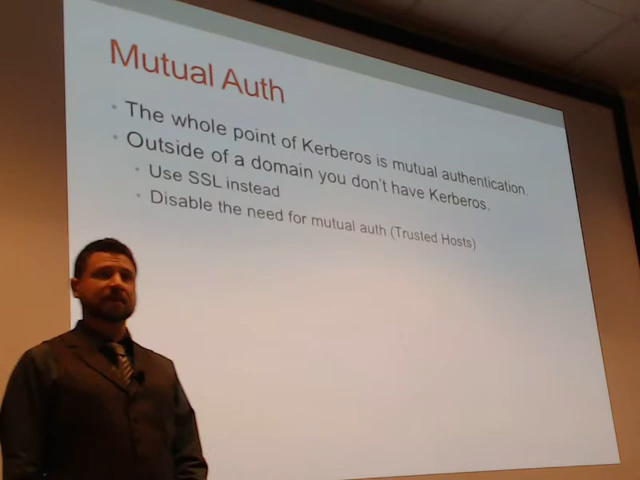 Mutual Auth
• The whole point of Kerberos is mutual authentication.
• Outside of a domain you don't have Kerberos.
• Use SSL instead
• Disable the need for mutual auth (Trusted Hosts)